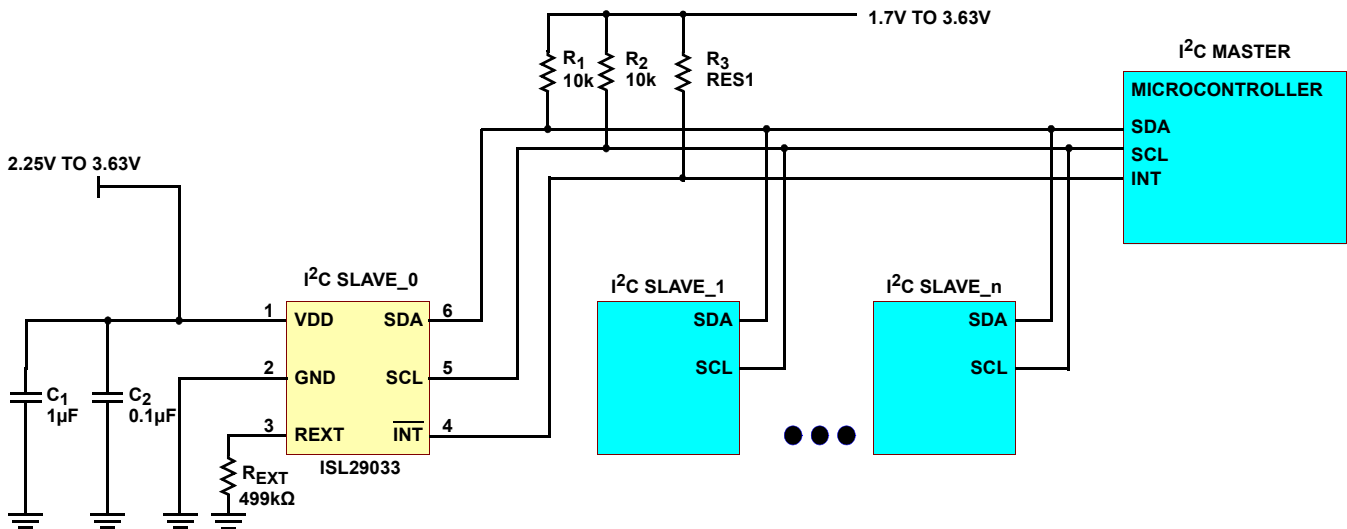 1.7V TO 3.63V
R1
10k
R2
10k
R3
RES1
I2C MASTER
MICROCONTROLLER
SDA
SCL
INT
2.25V TO 3.63V
I2C SLAVE_0
1 VDD SDA 6
2 GND SCL 5
3 REXT INT 4
ISL29033
C1
1µF
C2
0.1µF
REXT
499kΩ
I2C SLAVE_1
SDA
SCL
I2C SLAVE_n
SDA
SCL